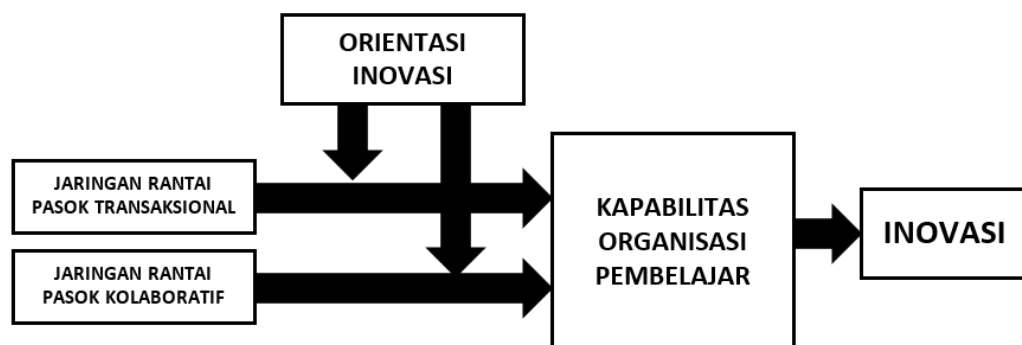 ORIENTASI
INOVASI
JARINGAN RANTAI
PASOK TRANSAKSIONAL
JARINGAN RANTAI
PASOK KOLABORATIF
KAPABILITAS
ORGANISASI
PEMBELAJAR
INOVASI